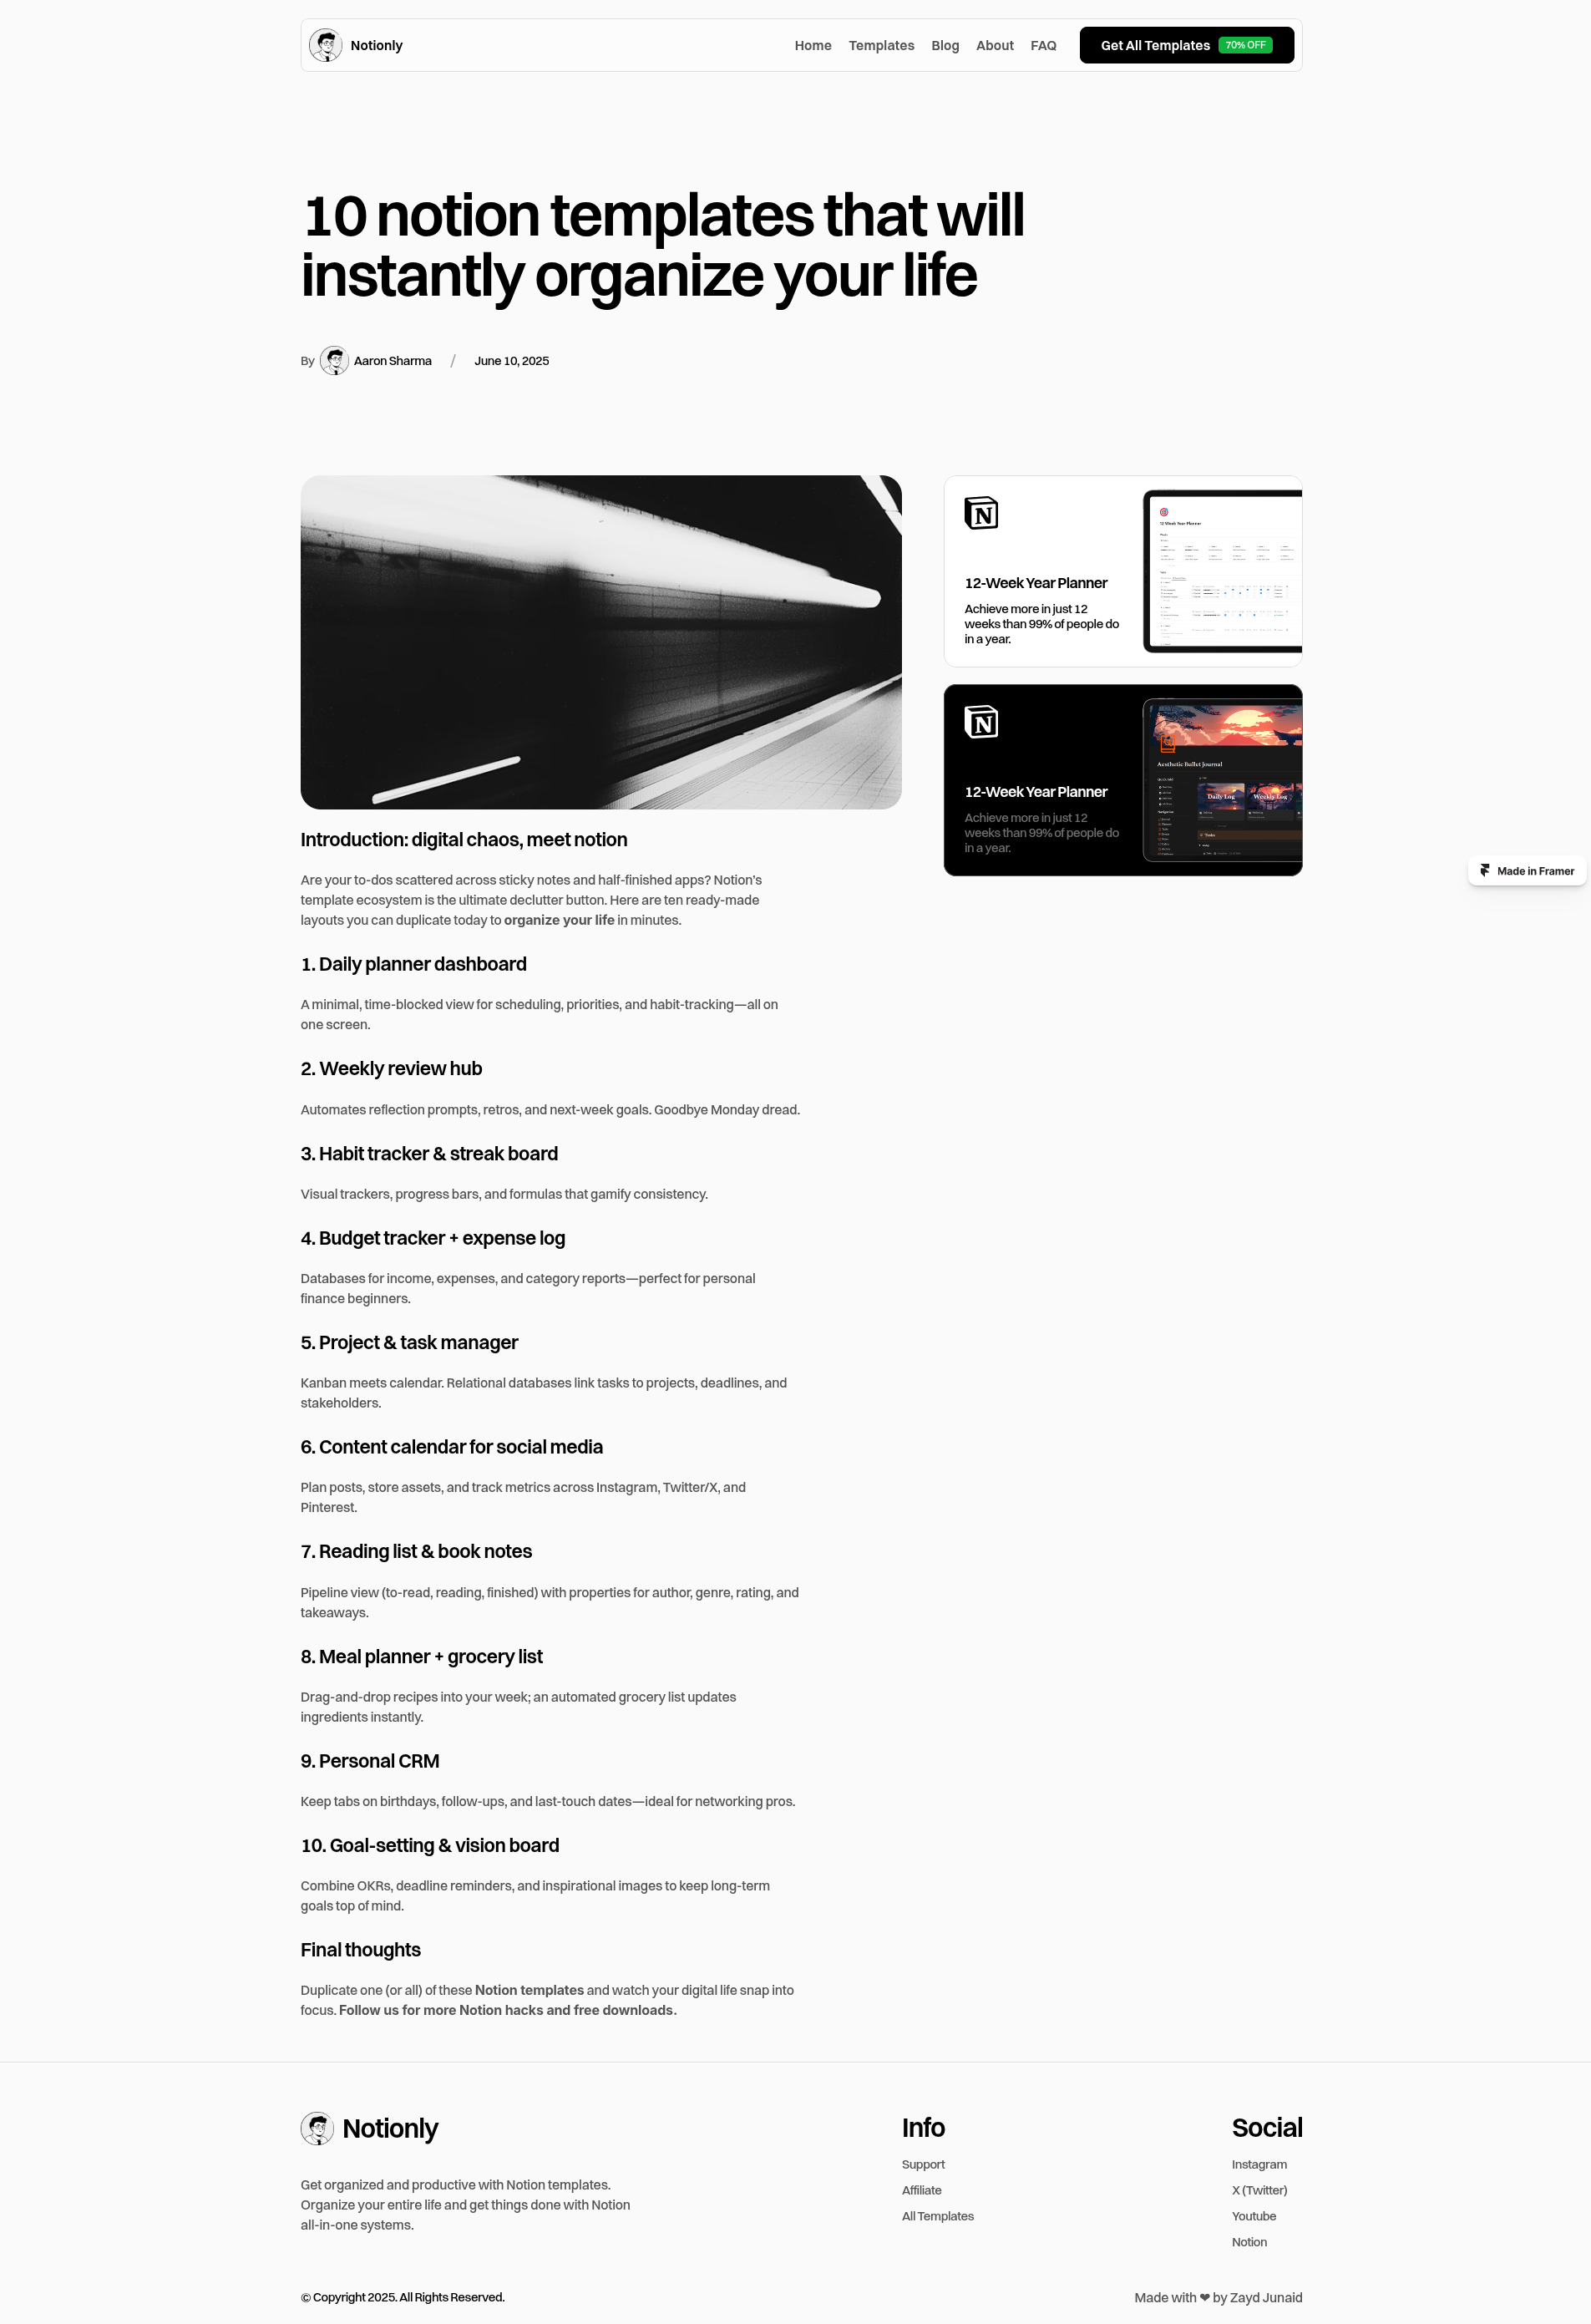 Notionly
Home Templates Blog About FAQ Get All Templates 70% OFF
10 notion templates that will
instantly organize your life
By Aaron Sharma / June 10, 2025
12-Week Year Planner
Achieve more in just 12
weeks than 99% of people do
in a year.
12 Week Year Planner
12-Week Year Planner
Achieve more in just 12
weeks than 99% of people do
in a year.
Aesthetic Bullet Journal
Daily Log Weekly Log
Made in Framer
Introduction: digital chaos, meet notion
Are your to-dos scattered across sticky notes and half-finished apps? Notion's
template ecosystem is the ultimate declutter button. Here are ten ready-made
layouts you can duplicate today to organize your life in minutes.
1. Daily planner dashboard
A minimal, time-blocked view for scheduling, priorities, and habit-tracking—all on
one screen.
2. Weekly review hub
Automates reflection prompts, retros, and next-week goals. Goodbye Monday dread.
3. Habit tracker & streak board
Visual trackers, progress bars, and formulas that gamify consistency.
4. Budget tracker + expense log
Databases for income, expenses, and category reports—perfect for personal
finance beginners.
5. Project & task manager
Kanban meets calendar. Relational databases link tasks to projects, deadlines, and
stakeholders.
6. Content calendar for social media
Plan posts, store assets, and track metrics across Instagram, Twitter/X, and
Pinterest.
7. Reading list & book notes
Pipeline view (to-read, reading, finished) with properties for author, genre, rating, and
takeaways.
8. Meal planner + grocery list
Drag-and-drop recipes into your week; an automated grocery list updates
ingredients instantly.
9. Personal CRM
Keep tabs on birthdays, follow-ups, and last-touch dates—ideal for networking pros.
10. Goal-setting & vision board
Combine OKRs, deadline reminders, and inspirational images to keep long-term
goals top of mind.
Final thoughts
Duplicate one (or all) of these Notion templates and watch your digital life snap into
focus. Follow us for more Notion hacks and free downloads.
Notionly
Get organized and productive with Notion templates.
Organize your entire life and get things done with Notion
all-in-one systems.
Info
Support
Affiliate
All Templates
Social
Instagram
X (Twitter)
Youtube
Notion
© Copyright 2025. All Rights Reserved.
Made with ❤ by Zayd Junaid